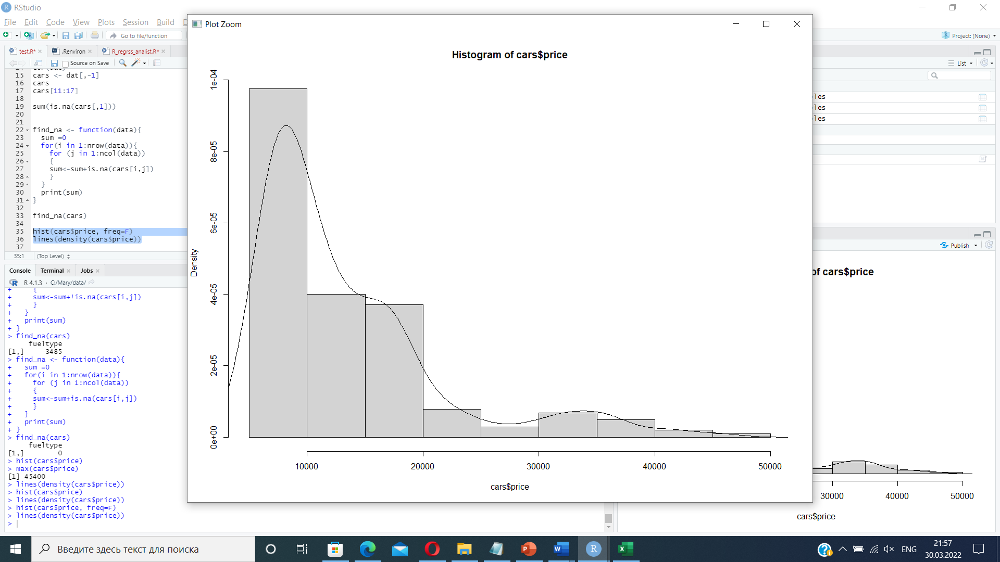 RStudio
File Edit Code View Plots Session Build D
Go to file/function
Project: (None)
test.R* .Renviron R_regrss_analist.R*
Source on Save
15 cars <- dat[,-1]
16 cars
17 cars[11:17]
18
19 sum(is.na(cars[,1]))
20
21
22 find_na <- function(data){
23 sum =0
24 for(i in 1:nrow(data)){
25 for (j in 1:ncol(data))
26 {
27 sum<-sum+is.na(cars[i,j])
28 }
29 }
30 print(sum)
31 }
32
33 find_na(cars)
34
35 hist(cars$price, freq=F)
36 lines(density(cars$price))
37
35:1 (Top Level)
Console Terminal Jobs
R 4.1.3 · C:/Mary/data/
+ {
+ sum<-sum+!is.na(cars[i,j])
+ }
+ }
+ print(sum)
+ }
> find_na(cars)
fueltype
[1,] 3485
> find_na <- function(data){
+ sum =0
+ for(i in 1:nrow(data)){
+ for (j in 1:ncol(data))
+ {
+ sum<-sum+is.na(cars[i,j])
+ }
+ }
+ print(sum)
+ }
> find_na(cars)
fueltype
[1,] 0
> hist(cars$price)
> max(cars$price)
[1] 45400
> lines(density(cars$price))
> hist(cars$price)
> lines(density(cars$price))
> hist(cars$price, freq=F)
> lines(density(cars$price))
>
Plot Zoom
Histogram of cars$price
Density
1e-04
8e-05
6e-05
4e-05
2e-05
0e+00
10000 20000 30000 40000 50000
cars$price
List
les
les
les
Publish
of cars$price
30000 40000 50000
cars$price
Введите здесь текст для поиска
ENG
21:57
30.03.2022